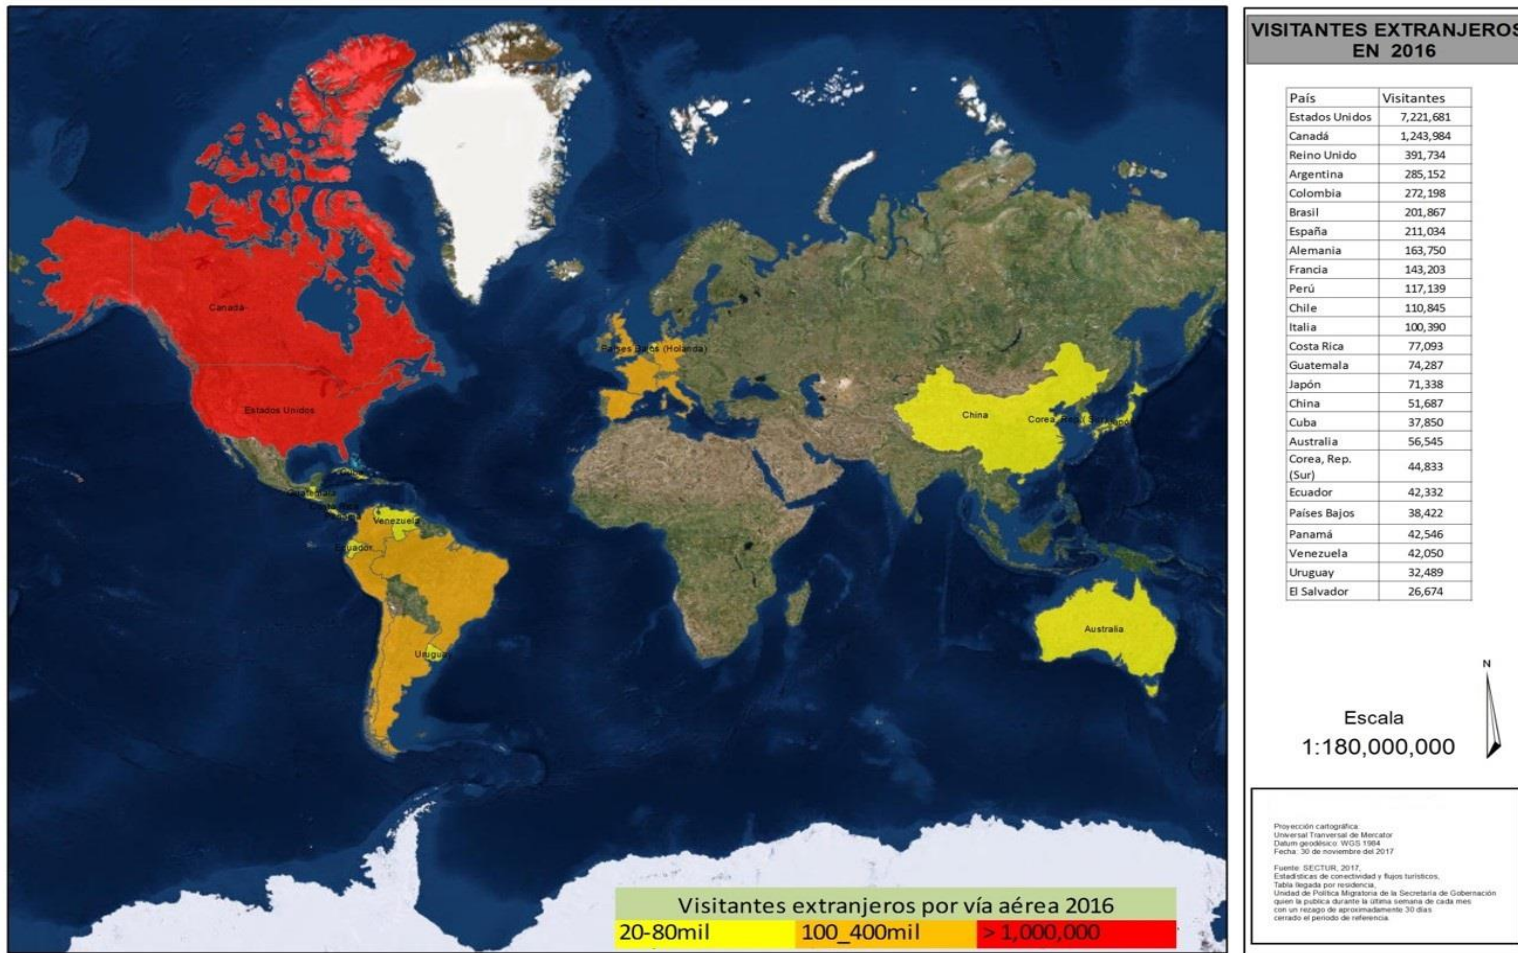 VISITANTES EXTRANJEROS
EN 2016
País Visitantes
Estados Unidos 7,221,681
Canadá 1,243,984
Reino Unido 391,734
Argentina 285,152
Colombia 272,198
Brasil 201,867
España 211,034
Alemania 163,750
Francia 143,203
Perú 117,139
Chile 110,845
Italia 100,390
Costa Rica 77,093
Guatemala 74,287
Japón 71,338
China 51,687
Cuba 37,850
Australia 56,545
Corea, Rep.
(Sur) 44,833
Ecuador 42,332
Países Bajos 38,422
Panamá 42,546
Venezuela 42,050
Uruguay 32,489
El Salvador 26,674
N
Escala
1:180,000,000
Proyección cartográfica:
Universal Tranversal de Mercator
Datum geodésico: WGS 1984
Fecha: 30 de noviembre del 2017
Fuente: SECTUR, 2017,
Estadísticas de conectividad y flujos turísticos,
Tabla llegada por residencia,
Unidad de Política Migratoria de la Secretaría de Gobernación
quien la publica durante la última semana de cada mes
con un rezago de aproximadamente 30 días
cerrado el periodo de referencia.
Canadá
Estados Unidos
Países Bajos (Holanda)
China
Corea, Rep. (Sur)
Guatemala
Venezuela
Ecuador
Uruguay
Australia
Visitantes extranjeros por vía aérea 2016
20-80mil 100_400mil > 1,000,000